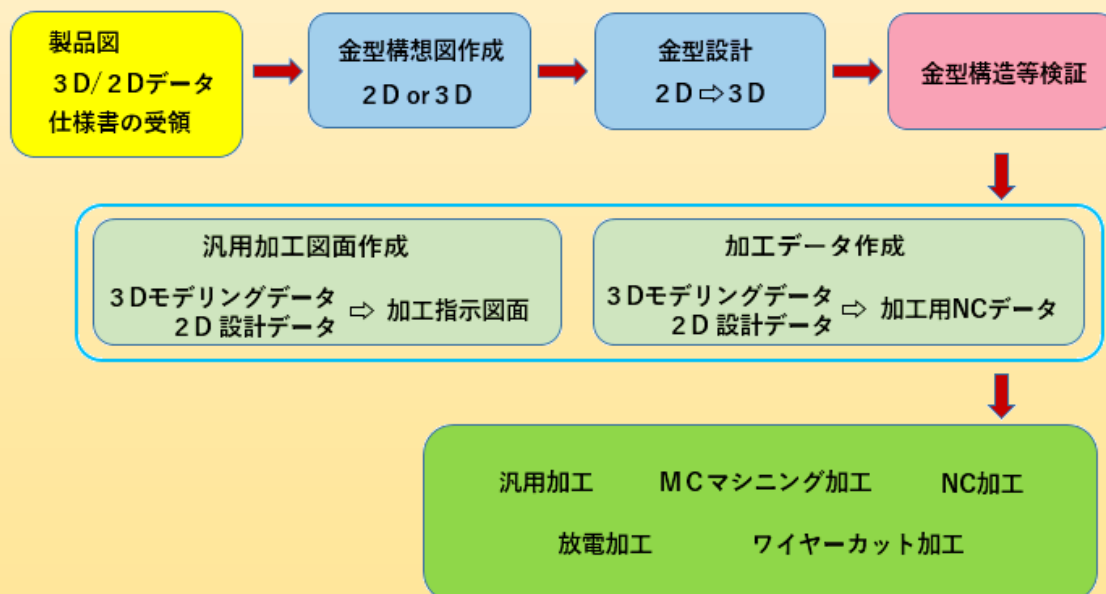 製品図
３D/２Dデータ
仕様書の受領
金型構想図作成
２D or３D
金型設計
２D⇨３D
金型構造等検証
汎用加工図面作成
３Dモデリングデータ
２D 設計データ
⇨ 加工指示図面
加工データ作成
３Dモデリングデータ
２D 設計データ
⇨ 加工用NCデータ
汎用加工 ＭＣマシニング加工 NC加工
放電加工 ワイヤーカット加工